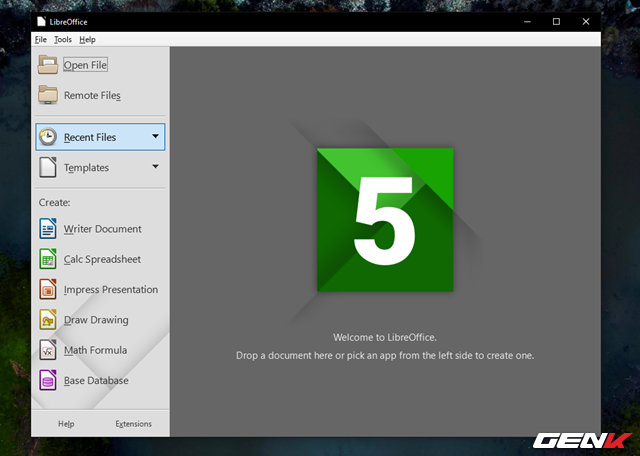 LibreOffice
File Tools Help
Open File
Remote Files
Recent Files
Templates
Create:
Writer Document
Calc Spreadsheet
Impress Presentation
Draw Drawing
Math Formula
Base Database
Help Extensions
5
Welcome to LibreOffice.
Drop a document here or pick an app from the left side to create one.
GENK